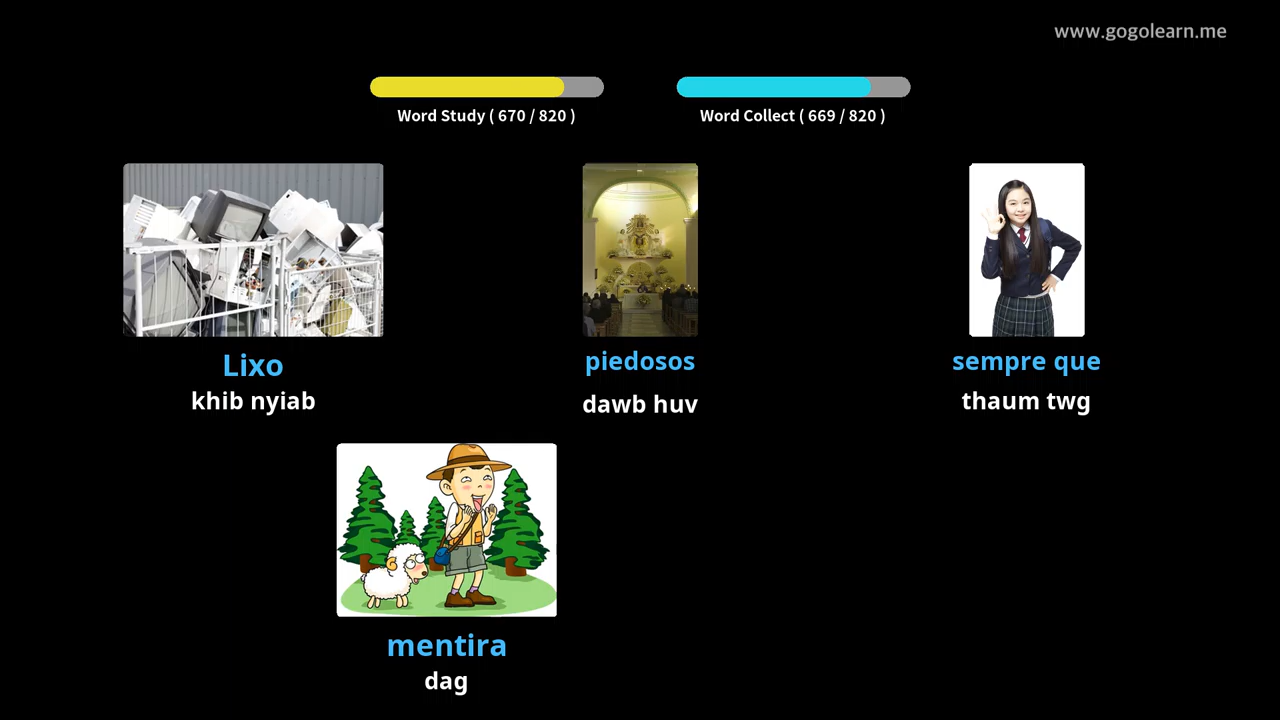 www.gogolearn.me
Word Study ( 670 / 820 )
Word Collect ( 669 / 820 )
Lixo
khib nyiab
piedosos
dawb huv
sempre que
thaum twg
mentira
dag